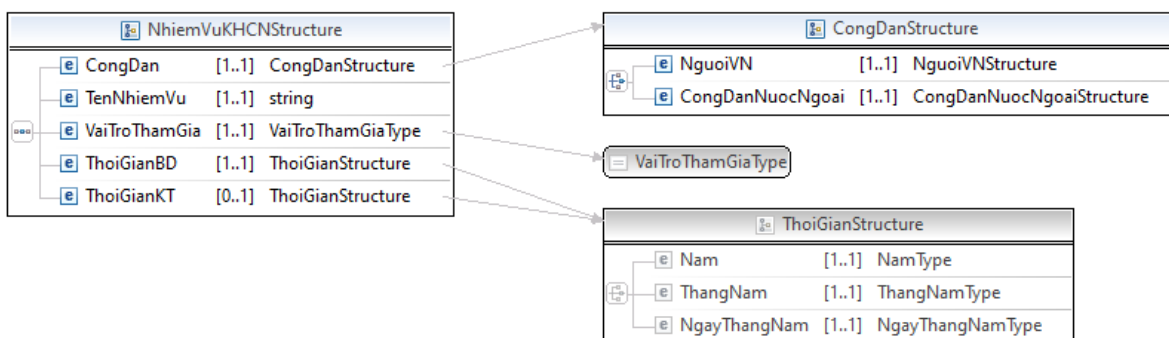 NhiemVuKHCNStructure
CongDan [1..1] CongDanStructure
TenNhiemVu [1..1] string
VaiTroThamGia [1..1] VaiTroThamGiaType
ThoiGianBD [1..1] ThoiGianStructure
ThoiGianKT [0..1] ThoiGianStructure
CongDanStructure
NguoiVN [1..1] NguoiVNStructure
CongDanNuocNgoai [1..1] CongDanNuocNgoaiStructure
VaiTroThamGiaType
ThoiGianStructure
Nam [1..1] NamType
ThangNam [1..1] ThangNamType
NgayThangNam [1..1] NgayThangNamType